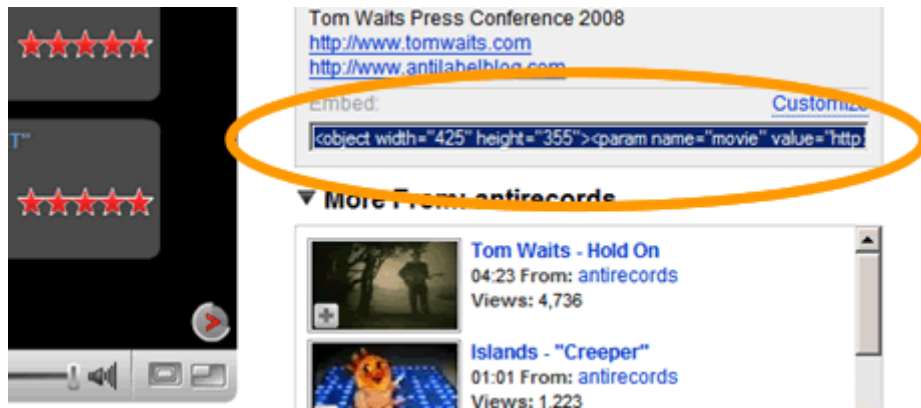 Tom Waits Press Conference 2008
http://www.tomwaits.com
http://www.antilabelblog.com
Embed:
Customize
<object width="425" height="355"><param name="movie" value="http:
T"
More From: antirecords
Tom Waits - Hold On
04:23 From: antirecords
Views: 4,736
Islands - "Creeper"
01:01 From: antirecords
Views: 1,223